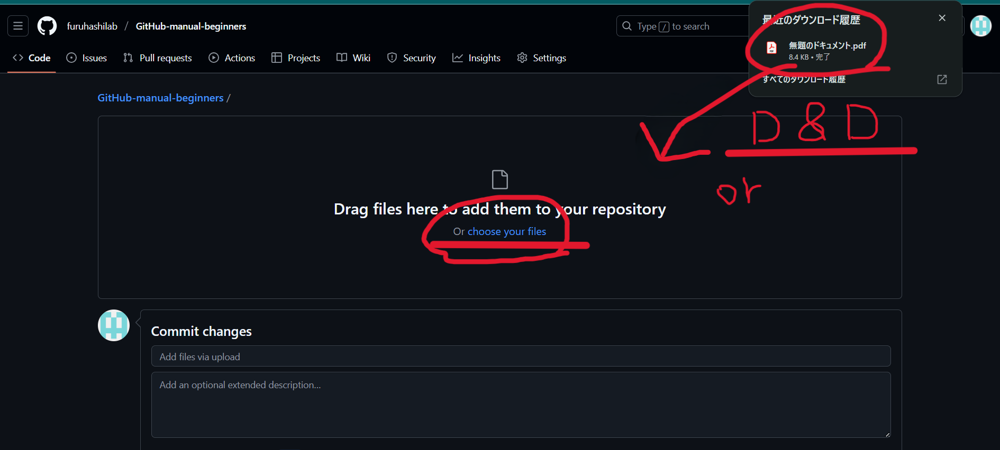 furuhashilab / GitHub-manual-beginners
Type / to search
最近のダウンロード履歴
無題のドキュメント.pdf
8.4 KB • 完了
すべてのダウンロード履歴
Code Issues Pull requests Actions Projects Wiki Security Insights Settings
GitHub-manual-beginners /
D & D
or
Drag files here to add them to your repository
Or choose your files
Commit changes
Add files via upload
Add an optional extended description...